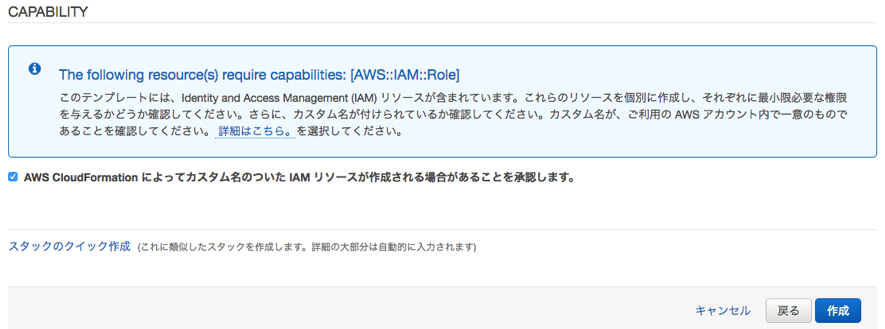 CAPABILITY
The following resource(s) require capabilities: [AWS::IAM::Role]
このテンプレートには、Identity and Access Management (IAM) リソースが含まれています。これらのリソースを個別に作成し、それぞれに最小限必要な権限
を与えるかどうか確認してください。さらに、カスタム名が付けられているか確認してください。カスタム名が、ご利用の AWS アカウント内で一意のもので
あることを確認してください。 詳細はこちら。を選択してください。
AWS CloudFormation によってカスタム名のついた IAM リソースが作成される場合があることを承認します。
スタックのクイック作成 (これに類似したスタックを作成します。詳細の大部分は自動的に入力されます)
キャンセル 戻る 作成